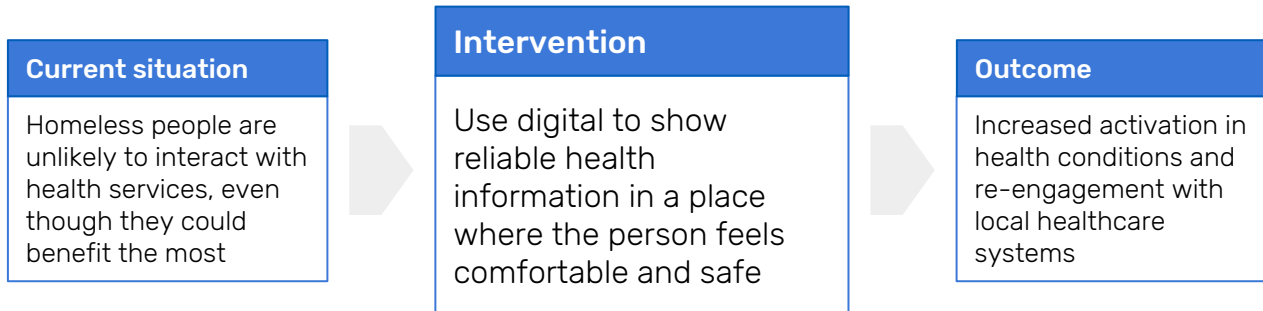 Current situation
Homeless people are
unlikely to interact with
health services, even
though they could
benefit the most
Intervention
Use digital to show
reliable health
information in a place
where the person feels
comfortable and safe
Outcome
Increased activation in
health conditions and
re-engagement with
local healthcare
systems